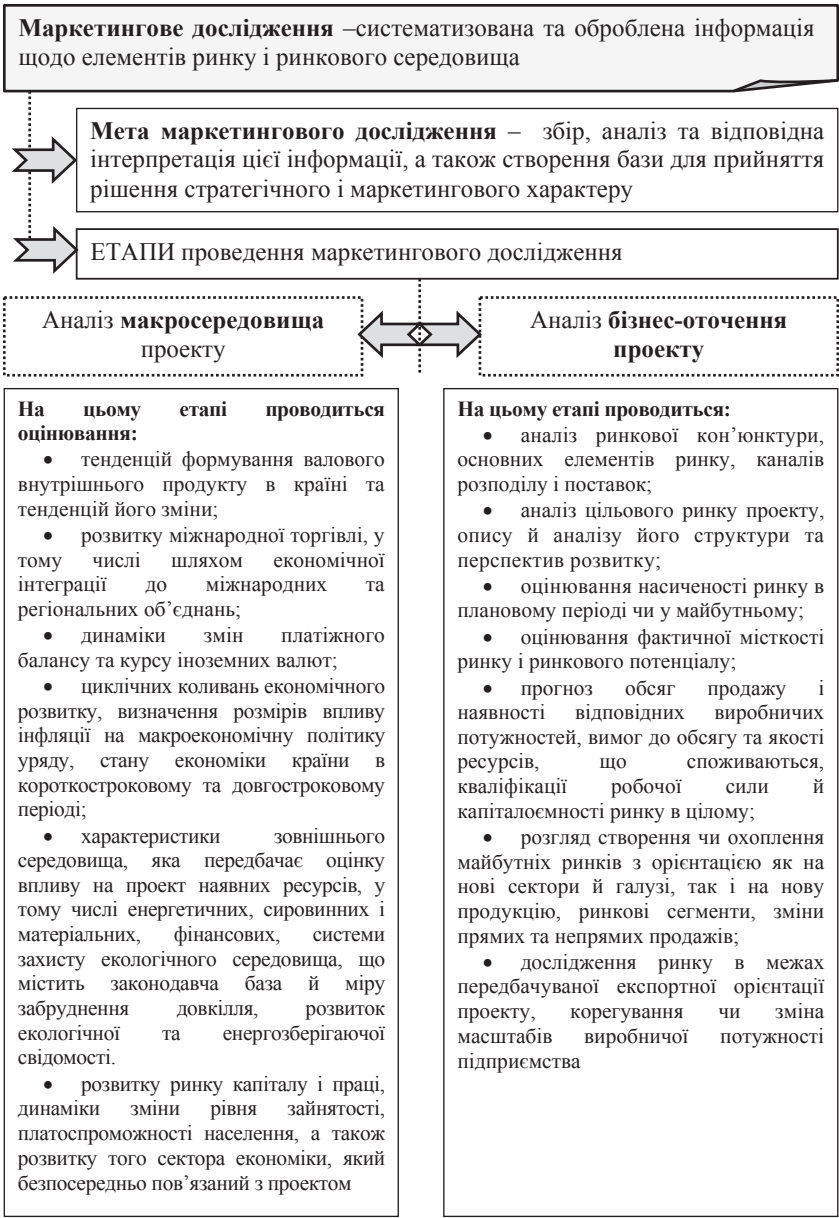 Маркетингове дослідження –систематизована та оброблена інформація
щодо елементів ринку і ринкового середовища
Мета маркетингового дослідження – збір, аналіз та відповідна
інтерпретація цієї інформації, а також створення бази для прийняття
рішення стратегічного і маркетингового характеру
ЕТАПИ проведення маркетингового дослідження
Аналіз макросередовища
проекту
Аналіз бізнес-оточення
проекту
На цьому етапі проводиться
оцінювання:
• тенденцій формування валового
внутрішнього продукту в країні та
тенденцій його зміни;
• розвитку міжнародної торгівлі, у
тому числі шляхом економічної
інтеграції до міжнародних та
регіональних об’єднань;
• динаміки змін платіжного
балансу та курсу іноземних валют;
• циклічних коливань економічного
розвитку, визначення розмірів впливу
інфляції на макроекономічну політику
уряду, стану економіки країни в
короткостроковому та довгостроковому
періоді;
• характеристики зовнішнього
середовища, яка передбачає оцінку
впливу на проект наявних ресурсів, у
тому числі енергетичних, сировинних і
матеріальних, фінансових, системи
захисту екологічного середовища, що
містить законодавча база й міру
забруднення довкілля, розвиток
екологічної та енергозберігаючої
свідомості.
• розвитку ринку капіталу і праці,
динаміки зміни рівня зайнятості,
платоспроможності населення, а також
розвитку того сектора економіки, який
безпосередньо пов’язаний з проектом
На цьому етапі проводиться:
• аналіз ринкової кон’юнктури,
основних елементів ринку, каналів
розподілу і поставок;
• аналіз цільового ринку проекту,
опису й аналізу його структури та
перспектив розвитку;
• оцінювання насиченості ринку в
плановому періоді чи у майбутньому;
• оцінювання фактичної місткості
ринку і ринкового потенціалу;
• прогноз обсяг продажу і
наявності відповідних виробничих
потужностей, вимог до обсягу та якості
ресурсів, що споживаються,
кваліфікації робочої сили й
капіталоємності ринку в цілому;
• розгляд створення чи охоплення
майбутніх ринків з орієнтацією як на
нові сектори й галузі, так і на нову
продукцію, ринкові сегменти, зміни
прямих та непрямих продажів;
• дослідження ринку в межах
передбачуваної експортної орієнтації
проекту, корегування чи зміна
масштабів виробничої потужності
підприємства